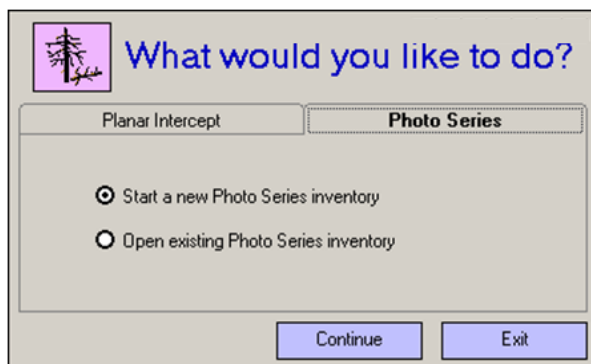 What would you like to do?
Planar Intercept
Photo Series
Start a new Photo Series inventory
Open existing Photo Series inventory
Continue
Exit